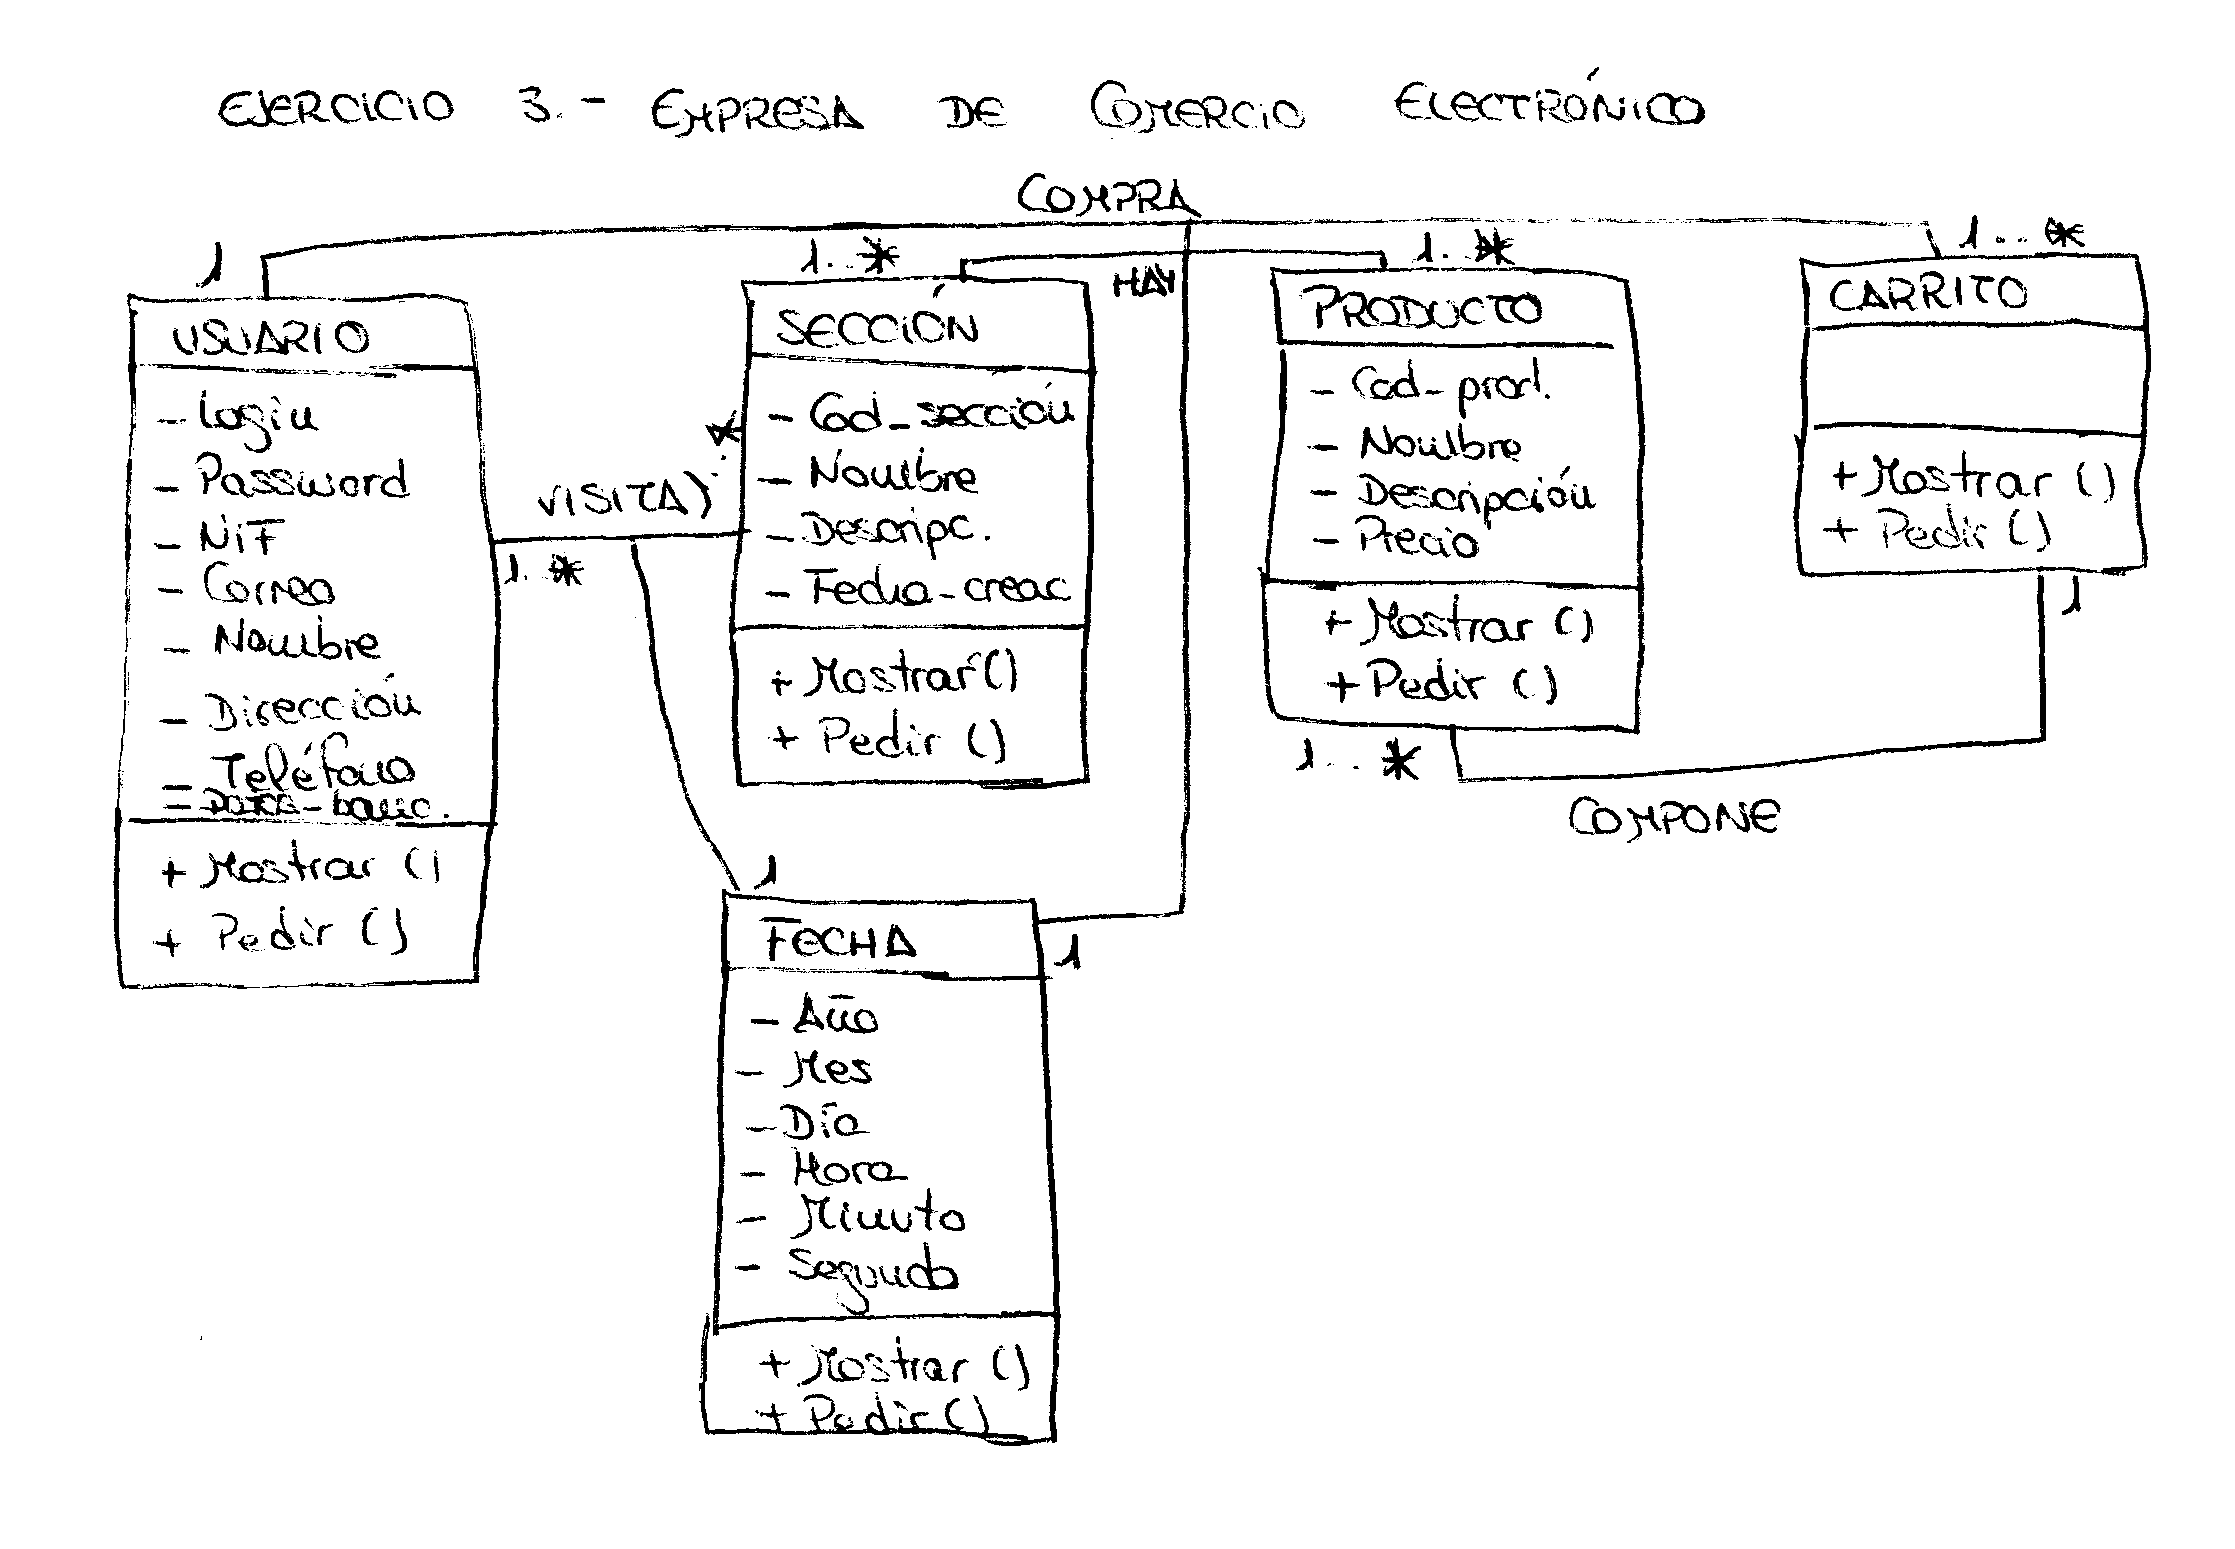 EJERCICIO 3.- EMPRESA DE COMERCIO ELECTRÓNICO
COMPRA
1
1..*
HAY
1..*
1..*
USUARIO
- Login
- Password
- NIF
- Correo
- Nombre
- Dirección
- Teléfono
- Datos-banc.
+ Mostrar ()
+ Pedir ()
VISITA
1..*
*
SECCIÓN
- Cod_sección
- Nombre
- Descripc.
- Fecha-creac
+ Mostrar ()
+ Pedir ()
PRODUCTO
- Cod-prod.
- Nombre
- Descripción
- Precio
+ Mostrar ()
+ Pedir ()
1..*
CARRITO
+ Mostrar ()
+ Pedir ()
1
COMPONE
1
FECHA
1
- Año
- Mes
- Día
- Hora
- Minuto
- Segundo
+ Mostrar ()
+ Pedir ()